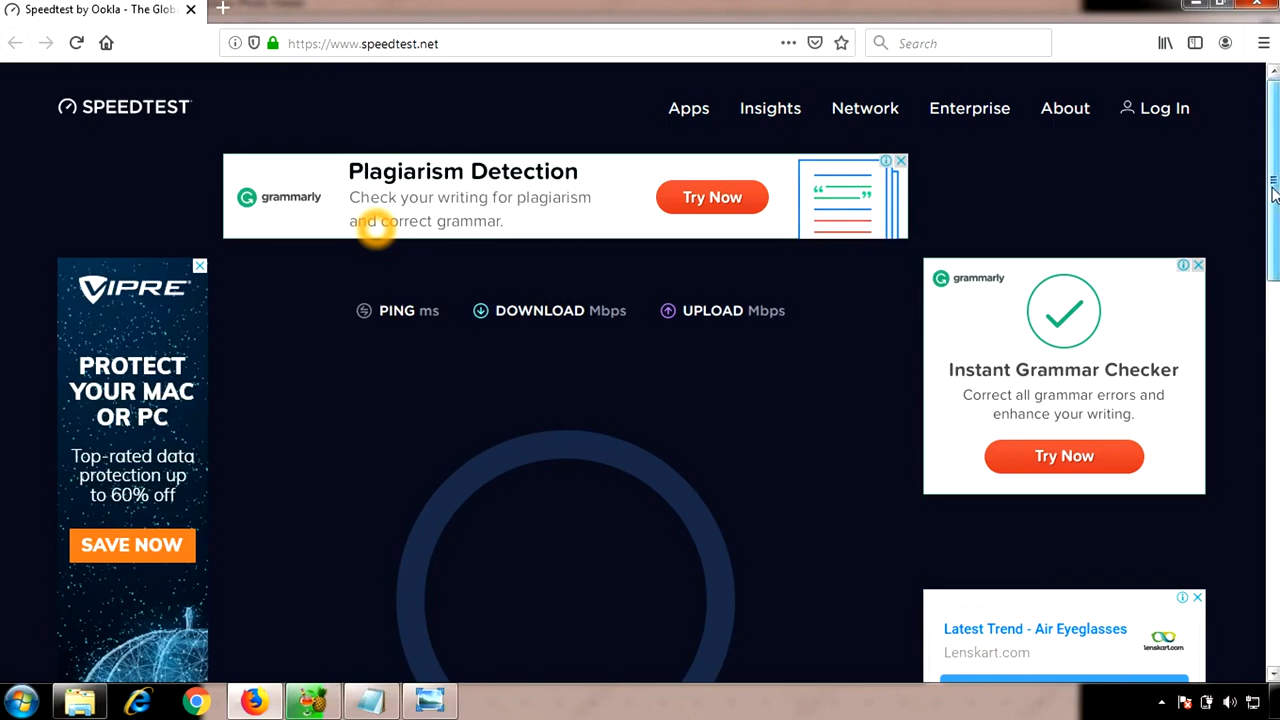 Speedtest by Ookla - The Glob
https://www.speedtest.net
Search
SPEEDTEST
Apps
Insights
Network
Enterprise
About
Log In
grammarly
Plagiarism Detection
Check your writing for plagiarism
and correct grammar.
Try Now
VIPRE
PROTECT
YOUR MAC
OR PC
Top-rated data
protection up
to 60% off
SAVE NOW
PING ms
DOWNLOAD Mbps
UPLOAD Mbps
grammarly
Instant Grammar Checker
Correct all grammar errors and
enhance your writing.
Try Now
Latest Trend - Air Eyeglasses
Lenskart.com
lenskart.com